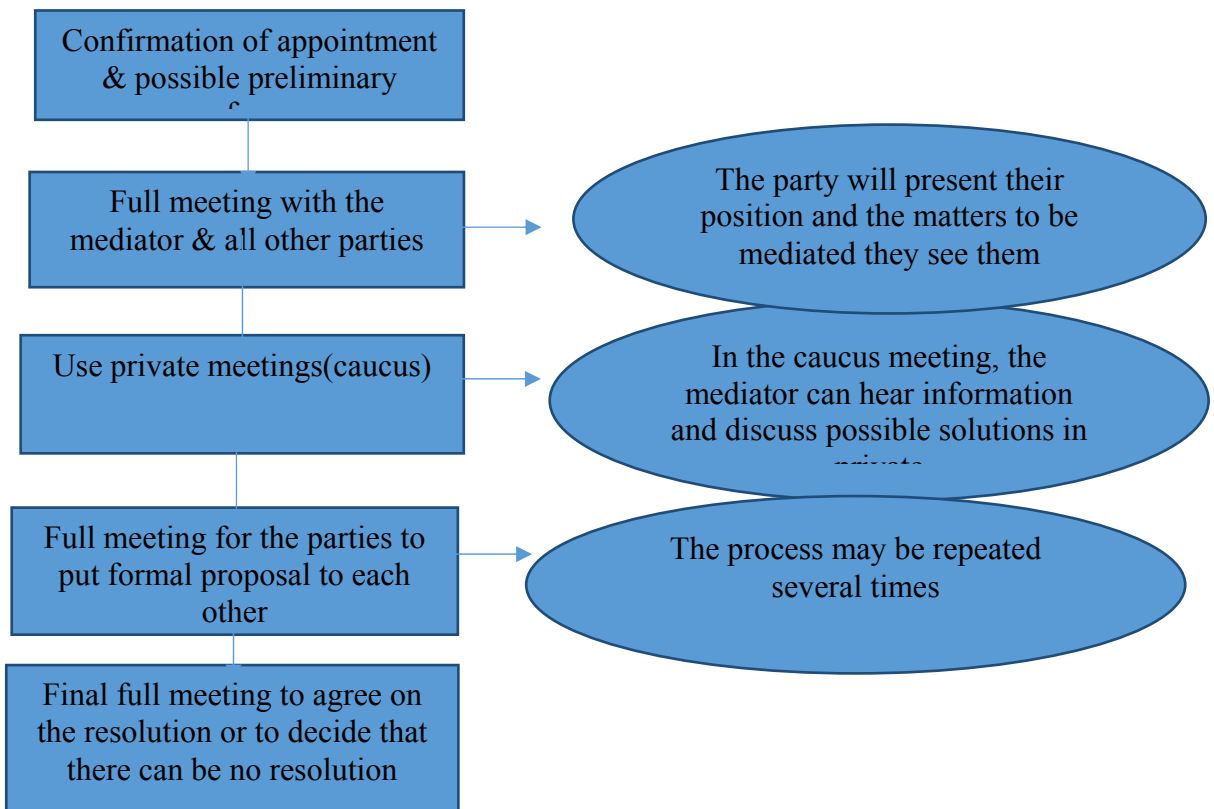 Confirmation of appointment
& possible preliminary
Full meeting with the
mediator & all other parties
The party will present their
position and the matters to be
mediated they see them
Use private meetings(caucus)
In the caucus meeting, the
mediator can hear information
and discuss possible solutions in
Full meeting for the parties to
put formal proposal to each
other
The process may be repeated
several times
Final full meeting to agree on
the resolution or to decide that
there can be no resolution